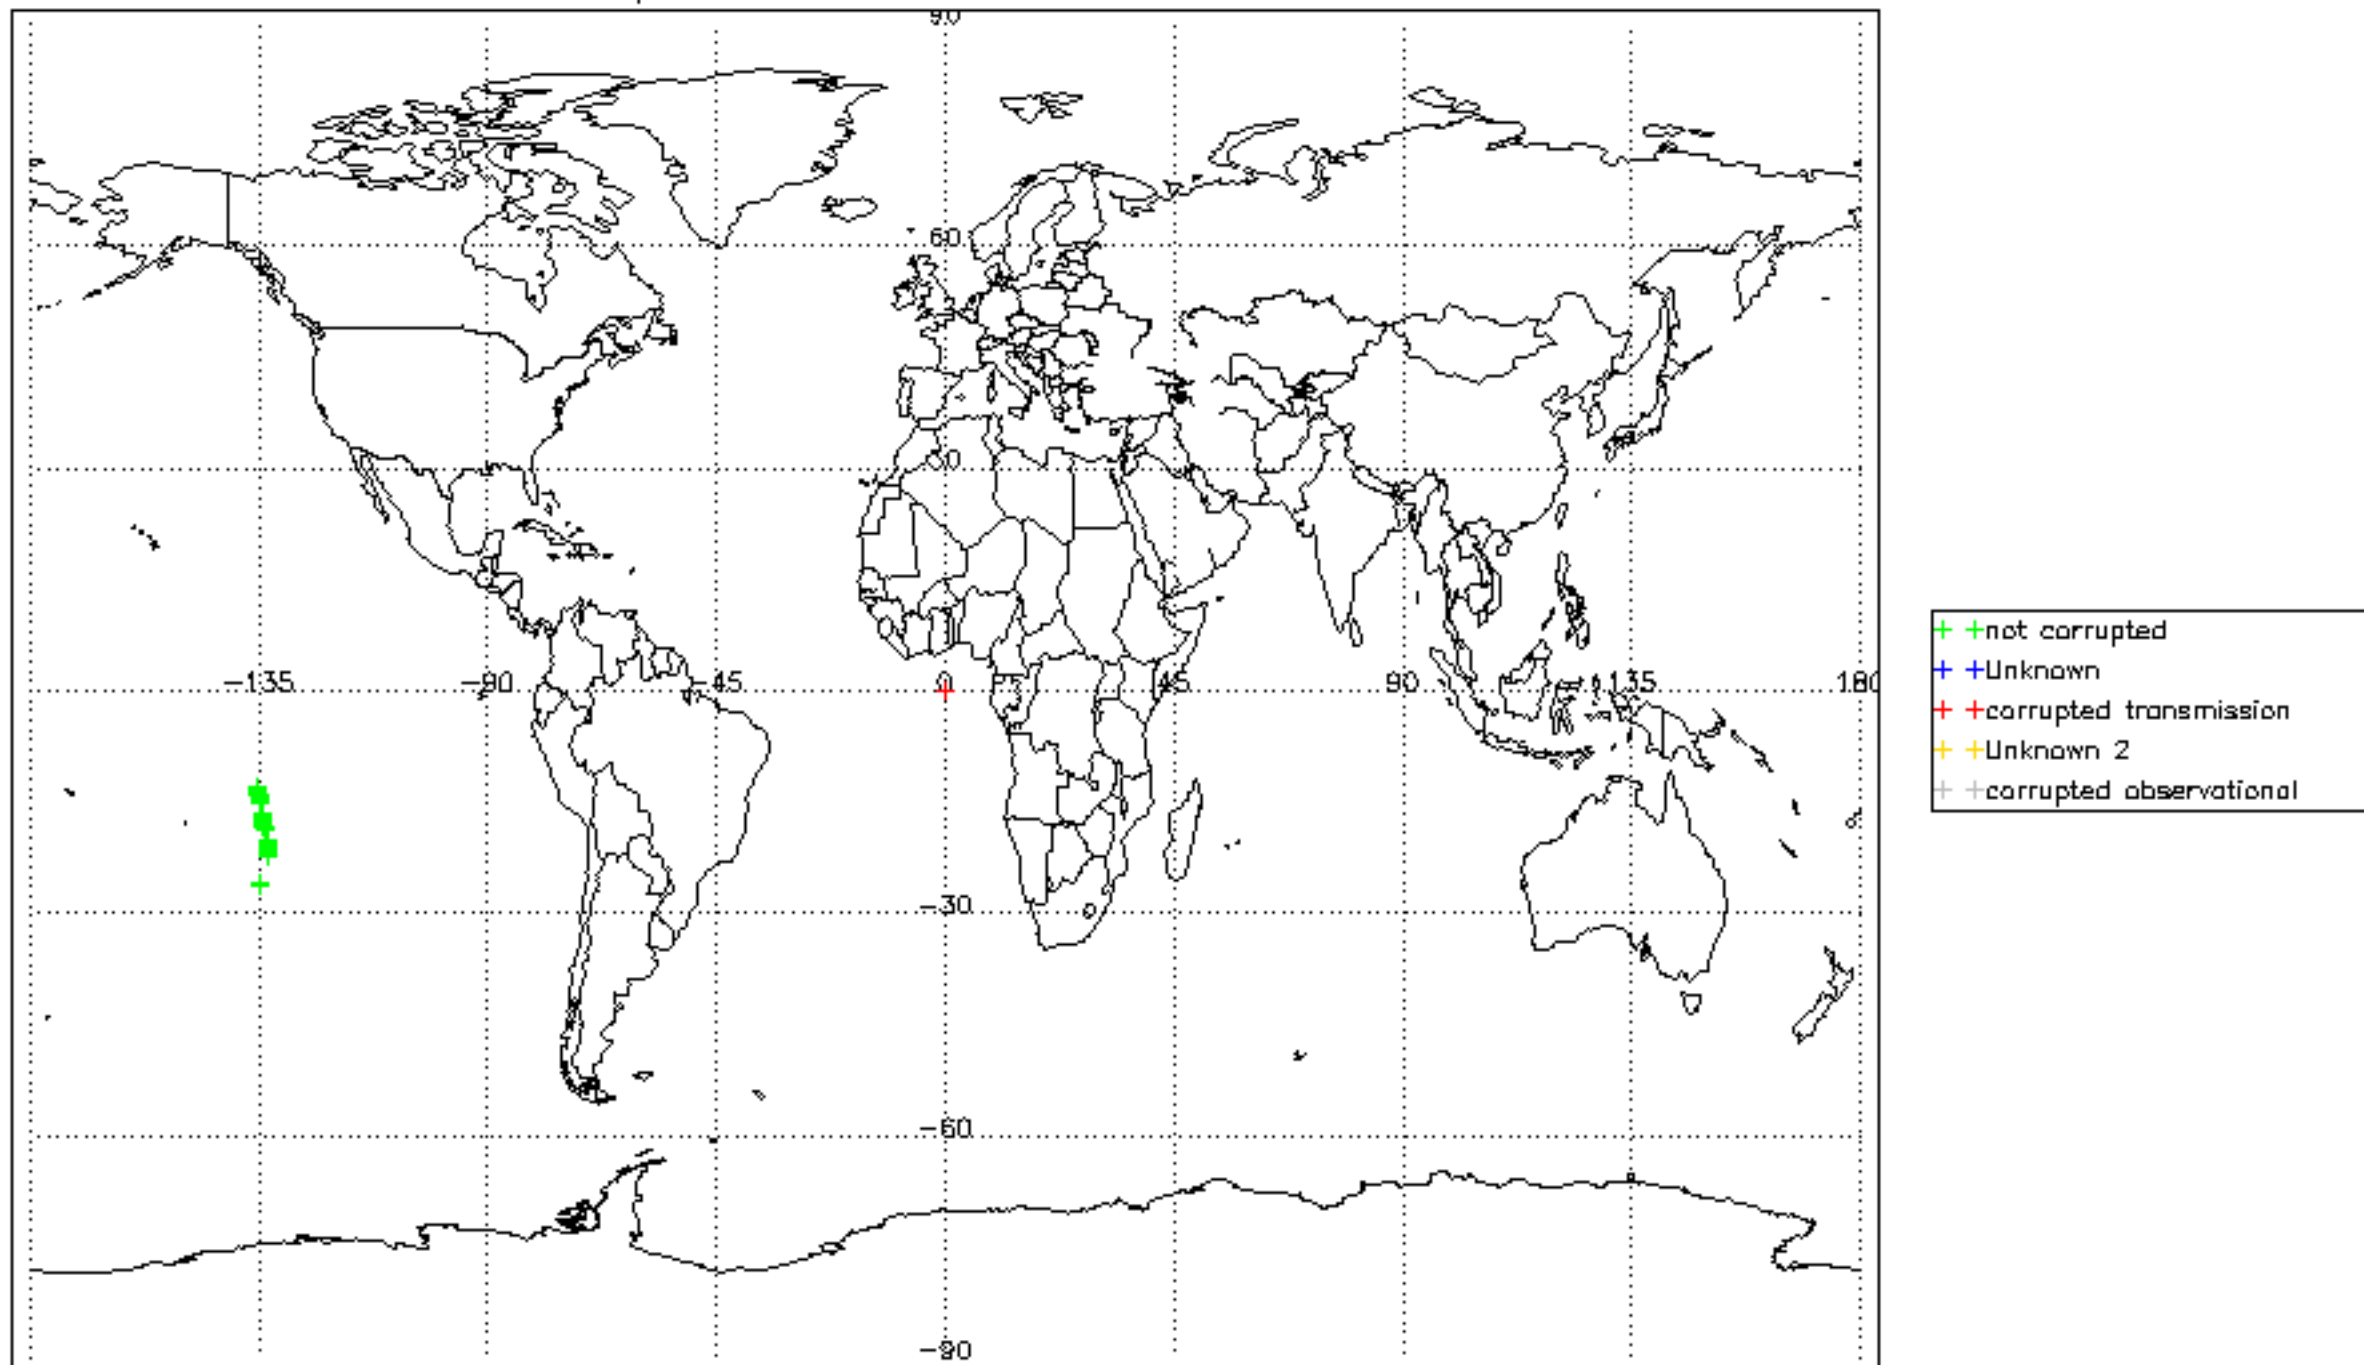 90
60
30
-135 -90 -45 0 45 90 135 180
-30
-60
-90
not corrupted
Unknown
corrupted transmission
Unknown 2
corrupted observational